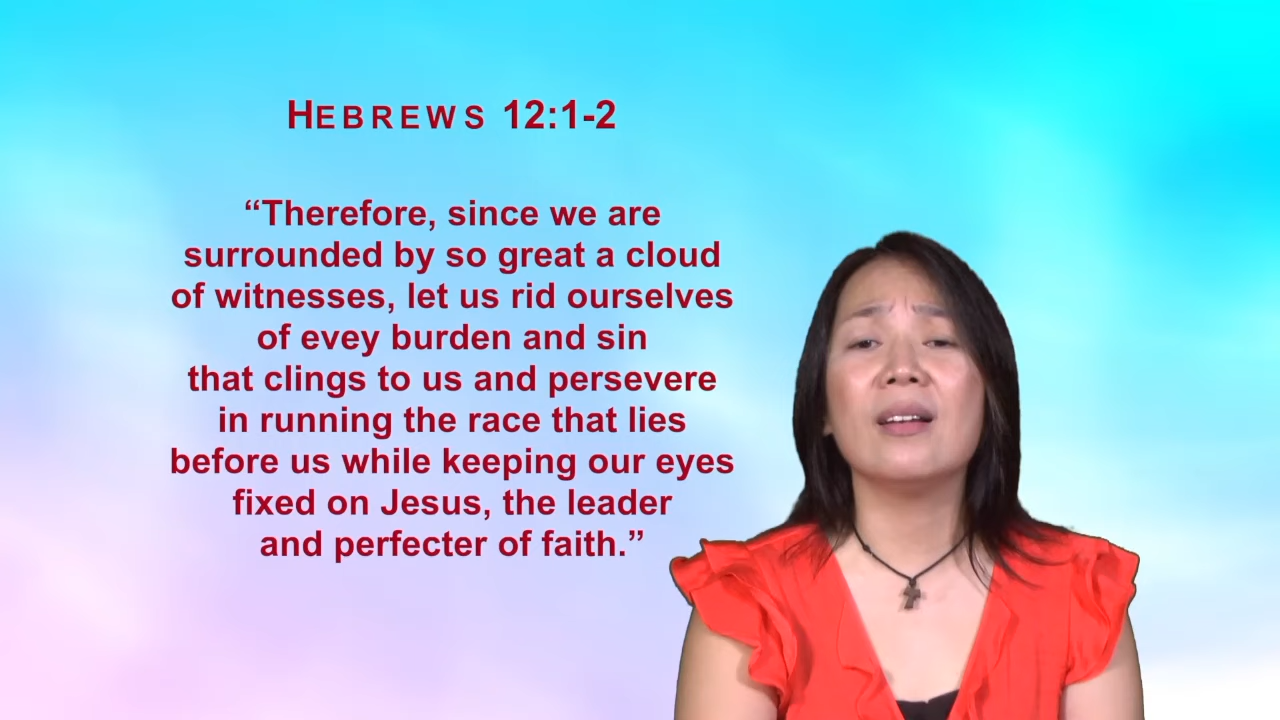 HEBREWS 12:1-2
“Therefore, since we are
surrounded by so great a cloud
of witnesses, let us rid ourselves
of evey burden and sin
that clings to us and persevere
in running the race that lies
before us while keeping our eyes
fixed on Jesus, the leader
and perfecter of faith.”